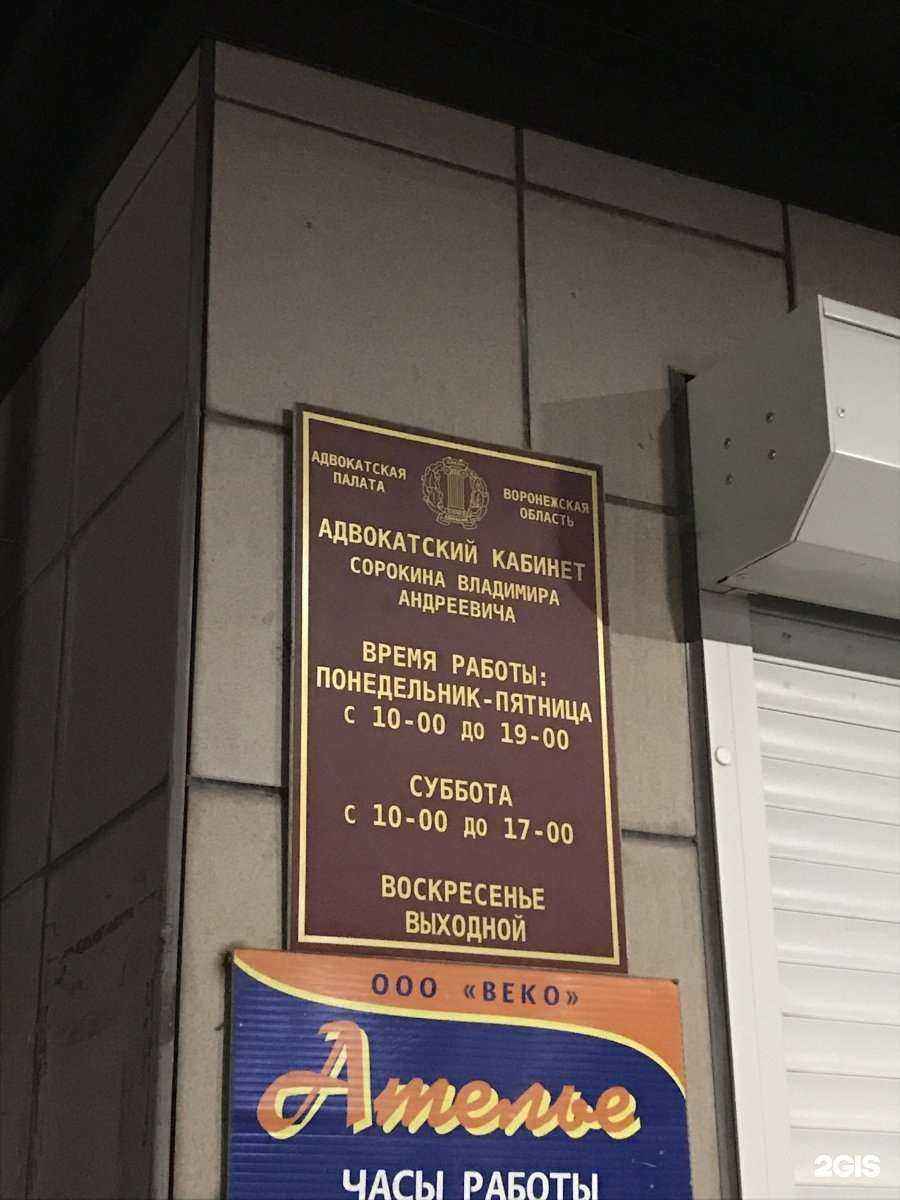 АДВОКАТСКАЯ
ПАЛАТА
ВОРОНЕЖСКАЯ
ОБЛАСТЬ
АДВОКАТСКИЙ КАБИНЕТ
СОРОКИНА ВЛАДИМИРА
АНДРЕЕВИЧА
ВРЕМЯ РАБОТЫ:
ПОНЕДЕЛЬНИК-ПЯТНИЦА
С 10-00 ДО 19-00
СУББОТА
С 10-00 ДО 17-00
ВОСКРЕСЕНЬЕ
ВЫХОДНОЙ
ООО «ВЕКО»
Ателье
ЧАСЫ РАБОТЫ
2GIS